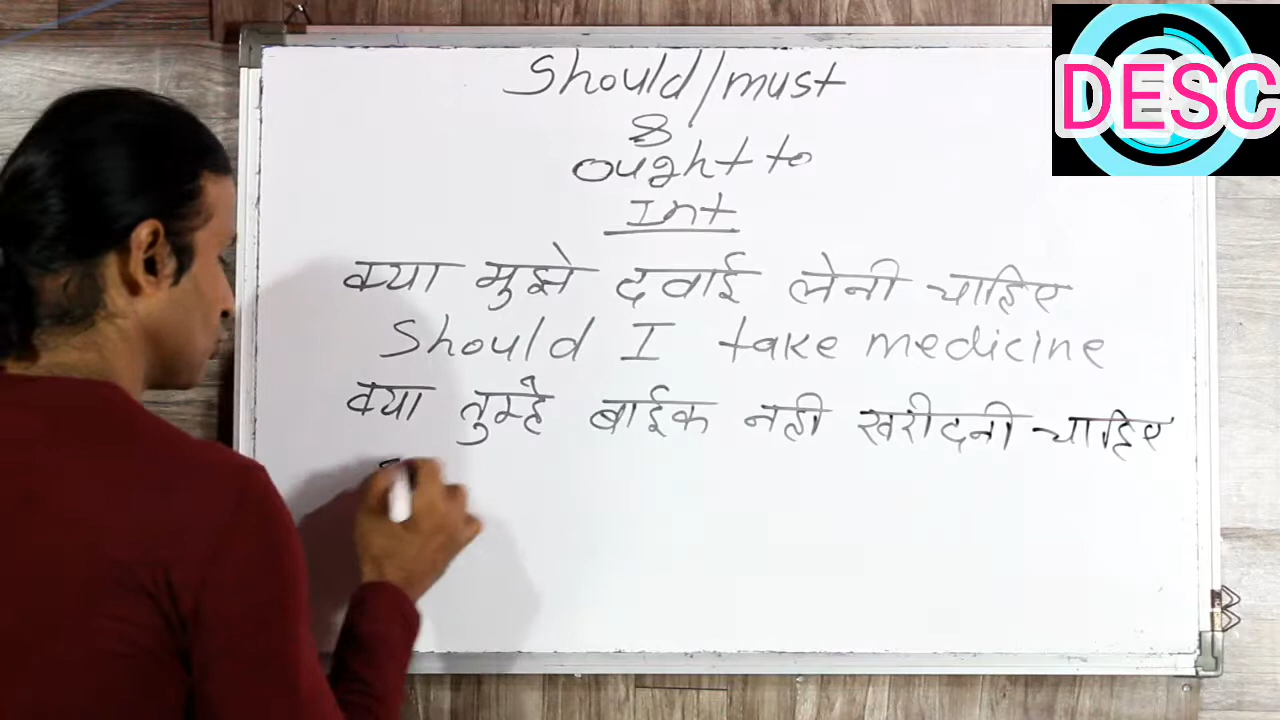 Should/must
&
ought to
Int
क्या मुझे दवाई लेनी चाहिए
Should I take medicine
क्या तुम्हे बाईक नही खरीदनी चाहिए
DESC